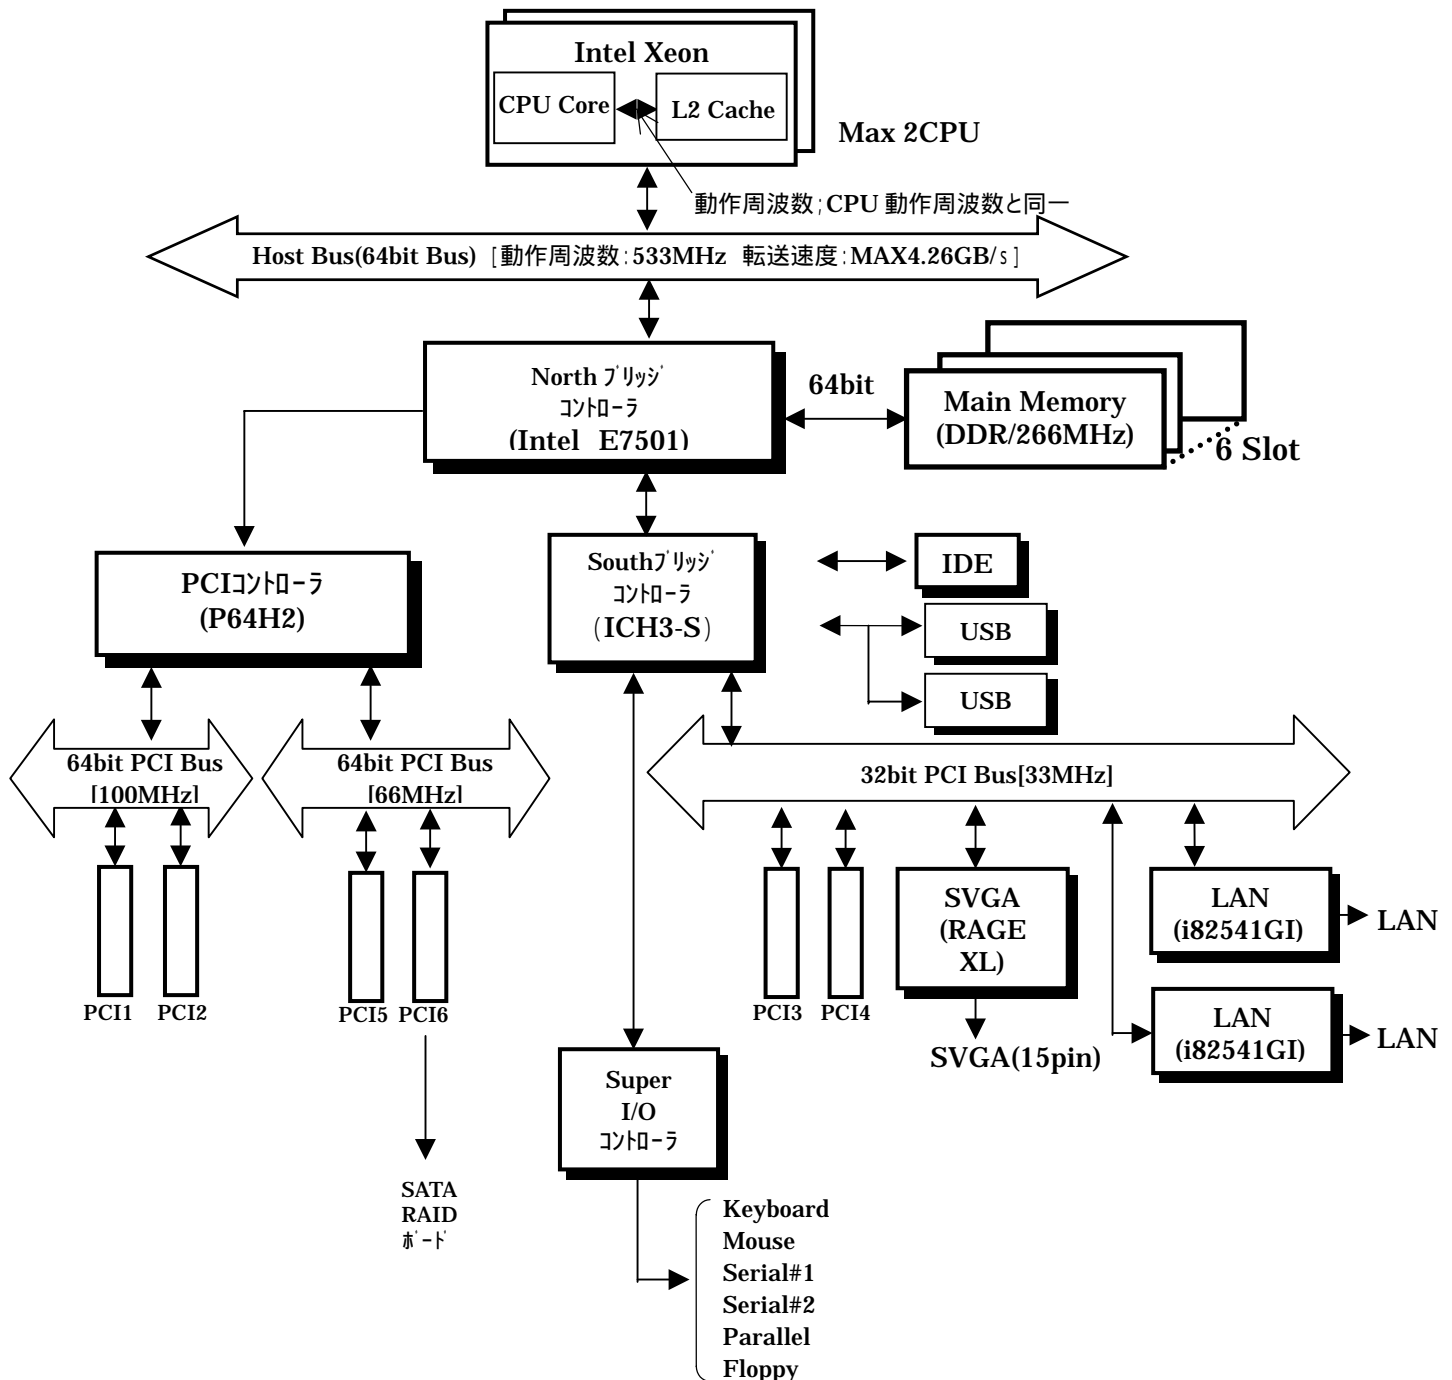 Intel Xeon
CPU Core
L2 Cache
Max 2CPU
動作周波数;CPU 動作周波数と同一
Host Bus(64bit Bus) [動作周波数:533MHz 転送速度:MAX4.26GB/s]
North ブリッジ
コントローラ
(Intel E7501)
64bit
Main Memory
(DDR/266MHz)
6 Slot
PCIコントローラ
(P64H2)
Southブリッジ
コントローラ
(ICH3-S)
IDE
USB
USB
64bit PCI Bus
[100MHz]
64bit PCI Bus
[66MHz]
32bit PCI Bus[33MHz]
PCI1
PCI2
PCI5
PCI6
PCI3
PCI4
SVGA
(RAGE
XL)
SVGA(15pin)
LAN
(i82541GI)
LAN
LAN
(i82541GI)
LAN
Super
I/O
コントローラ
SATA
RAID
ボード
Keyboard
Mouse
Serial#1
Serial#2
Parallel
Floppy